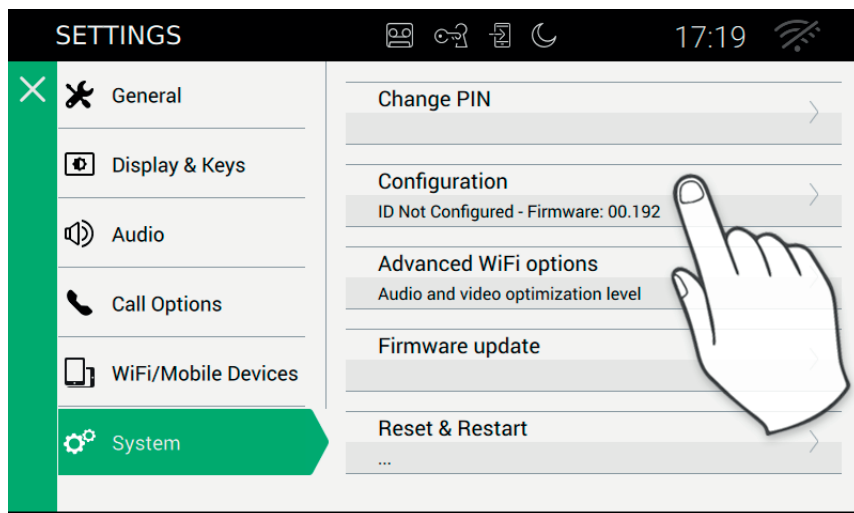 SETTINGS 17:19
General
Display & Keys
Audio
Call Options
WiFi/Mobile Devices
System
Change PIN
Configuration
ID Not Configured - Firmware: 00.192
Advanced WiFi options
Audio and video optimization level
Firmware update
Reset & Restart
...